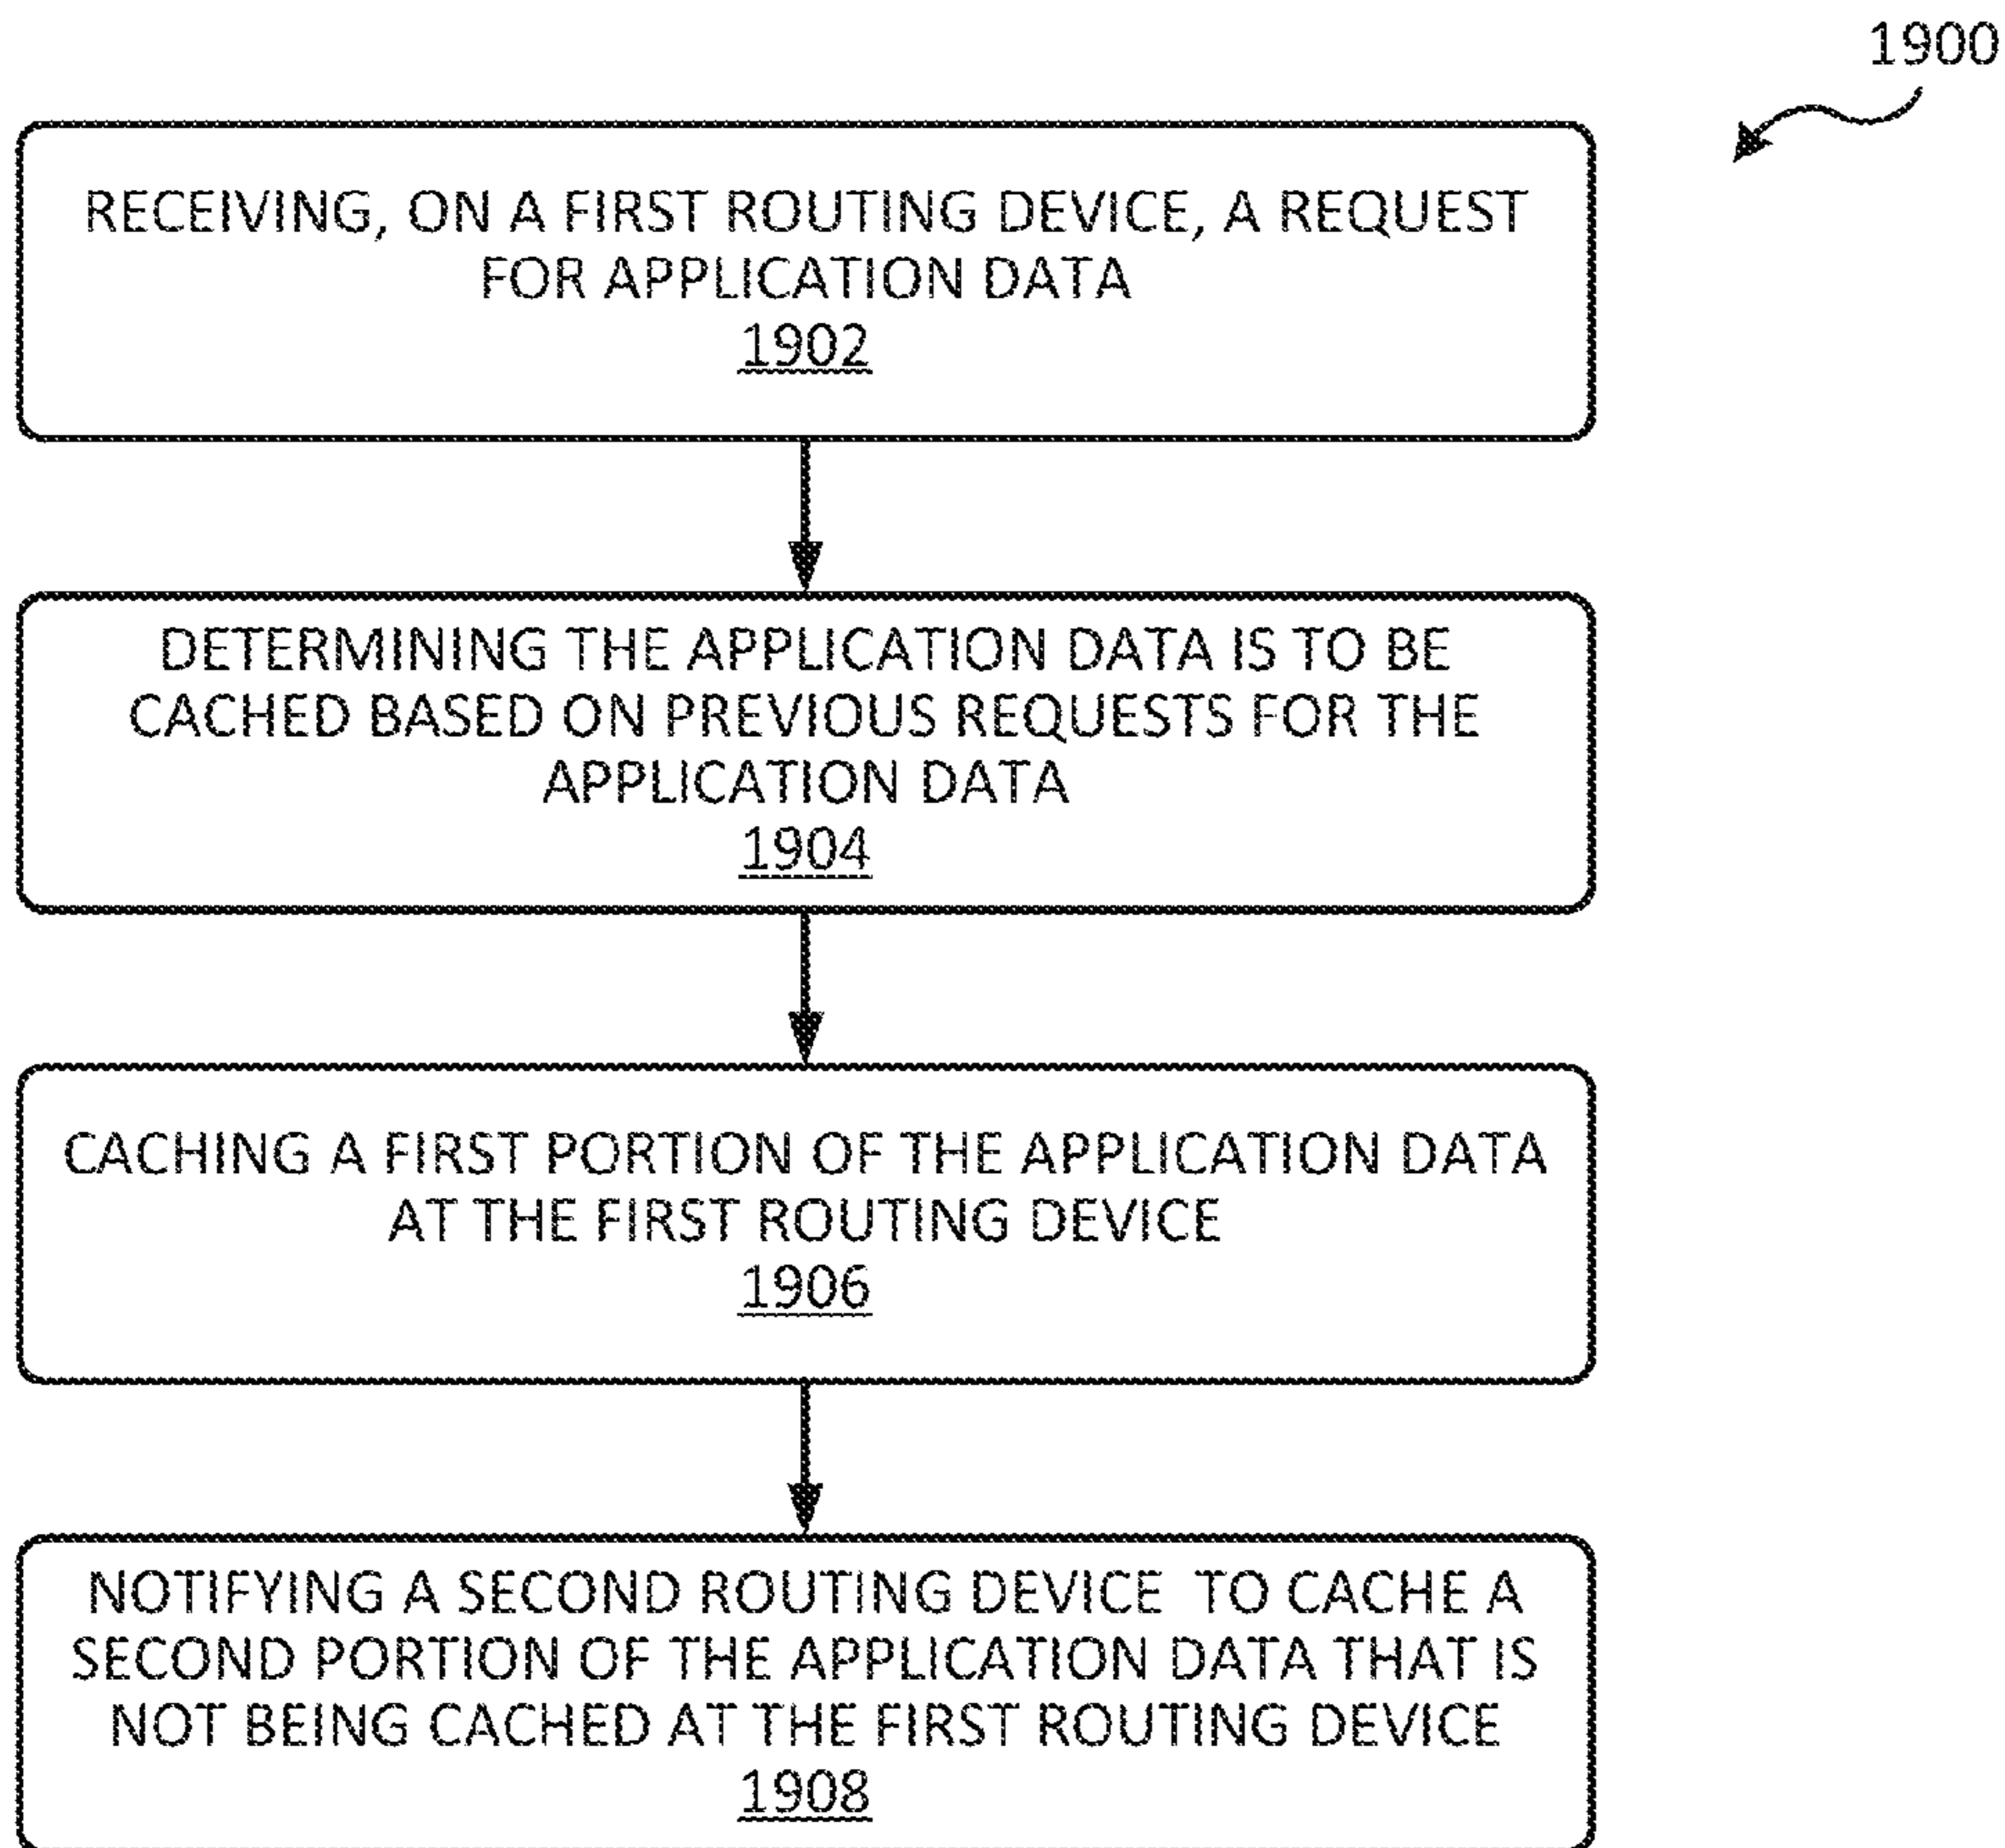 1900
RECEIVING, ON A FIRST ROUTING DEVICE, A REQUEST
FOR APPLICATION DATA
1902
DETERMINING THE APPLICATION DATA IS TO BE
CACHED BASED ON PREVIOUS REQUESTS FOR THE
APPLICATION DATA
1904
CACHING A FIRST PORTION OF THE APPLICATION DATA
AT THE FIRST ROUTING DEVICE
1906
NOTIFYING A SECOND ROUTING DEVICE TO CACHE A
SECOND PORTION OF THE APPLICATION DATA THAT IS
NOT BEING CACHED AT THE FIRST ROUTING DEVICE
1908